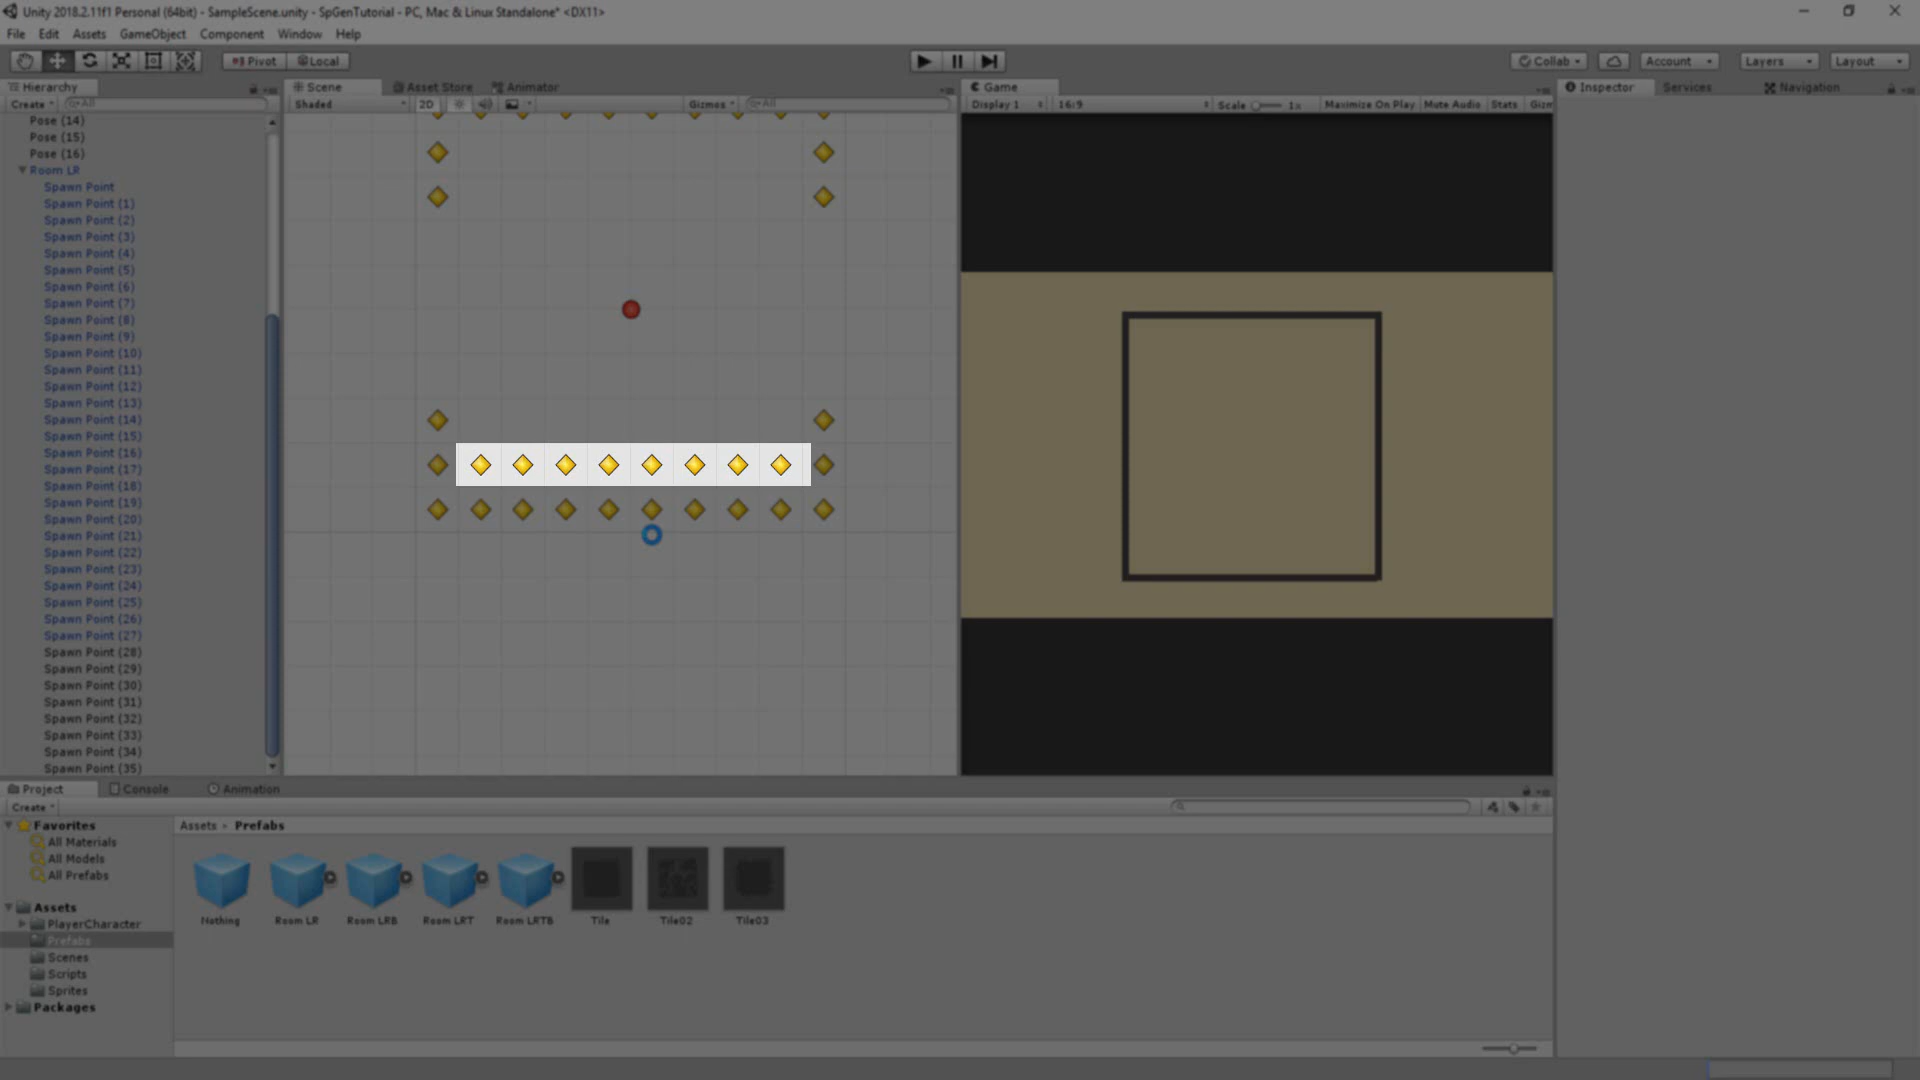 Unity 2018.2.11f1 Personal (64bit) - SampleScene.unity - SpGenTutorial - PC, Mac & Linux Standalone* <DX11>
File Edit Assets GameObject Component Window Help
Pivot Local Collab Account Layers Layout
Hierarchy Scene Asset Store Animator Game Inspector Services Navigation
Create All Shaded 2D Gizmos All Display 1 16:9 Scale 1x Maximize On Play Mute Audio Stats Gizm
Pose (14)
Pose (15)
Pose (16)
Room LR
Spawn Point
Spawn Point (1)
Spawn Point (2)
Spawn Point (3)
Spawn Point (4)
Spawn Point (5)
Spawn Point (6)
Spawn Point (7)
Spawn Point (8)
Spawn Point (9)
Spawn Point (10)
Spawn Point (11)
Spawn Point (12)
Spawn Point (13)
Spawn Point (14)
Spawn Point (15)
Spawn Point (16)
Spawn Point (17)
Spawn Point (18)
Spawn Point (19)
Spawn Point (20)
Spawn Point (21)
Spawn Point (22)
Spawn Point (23)
Spawn Point (24)
Spawn Point (25)
Spawn Point (26)
Spawn Point (27)
Spawn Point (28)
Spawn Point (29)
Spawn Point (30)
Spawn Point (31)
Spawn Point (32)
Spawn Point (33)
Spawn Point (34)
Spawn Point (35)
Project Console Animation
Create
Favorites
All Materials
All Models
All Prefabs
Assets
PlayerCharacter
Prefabs
Scenes
Scripts
Sprites
Packages
Assets Prefabs
Nothing Room LR Room LRB Room LRT Room LRTB Tile Tile02 Tile03